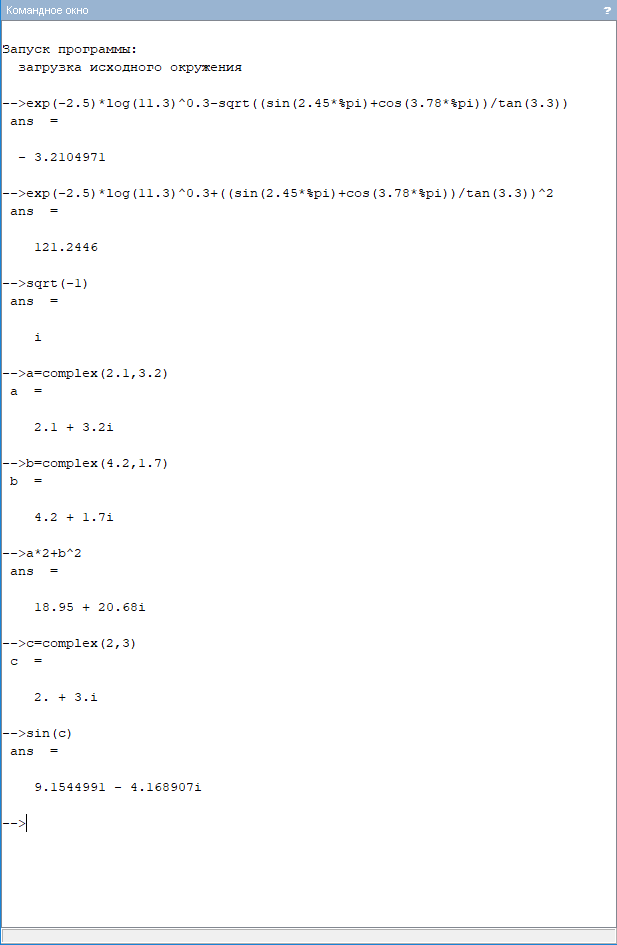 Командное окно ?
Запуск программы:
  загрузка исходного окружения
-->exp(-2.5)*log(11.3)^0.3-sqrt((sin(2.45*%pi)+cos(3.78*%pi))/tan(3.3))
 ans  =
  - 3.2104971
-->exp(-2.5)*log(11.3)^0.3+((sin(2.45*%pi)+cos(3.78*%pi))/tan(3.3))^2
 ans  =
    121.2446
-->sqrt(-1)
 ans  =
    i
-->a=complex(2.1,3.2)
 a  =
    2.1 + 3.2i
-->b=complex(4.2,1.7)
 b  =
    4.2 + 1.7i
-->a*2+b^2
 ans  =
    18.95 + 20.68i
-->c=complex(2,3)
 c  =
    2. + 3.i
-->sin(c)
 ans  =
    9.1544991 - 4.168907i
-->